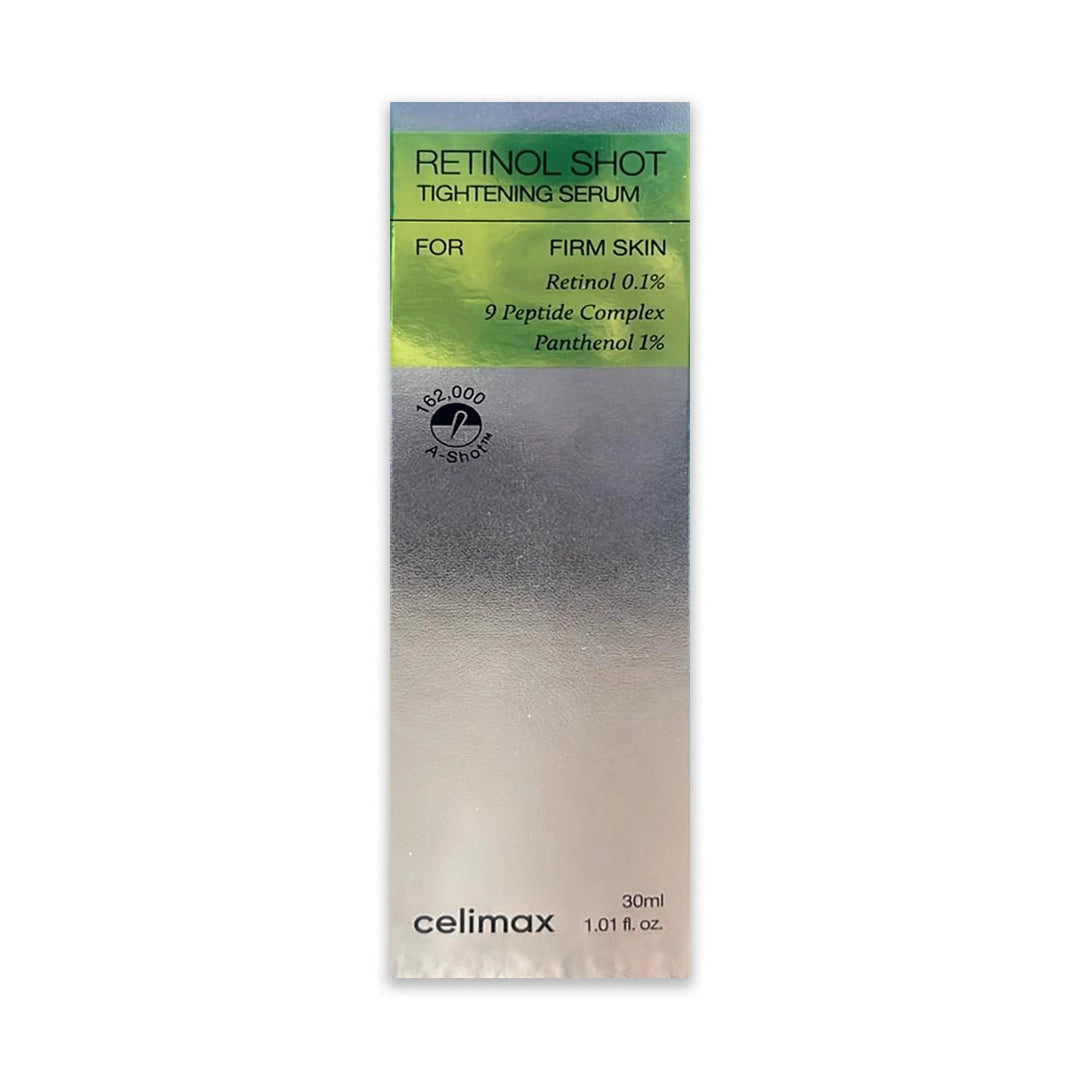 RETINOL SHOT
TIGHTENING SERUM
FOR FIRM SKIN
Retinol 0.1%
9 Peptide Complex
Panthenol 1%
162,000
A-Shot™
30ml
celimax 1.01 fl. oz.